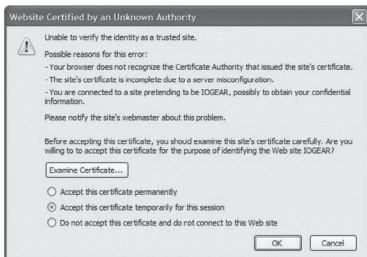 Website Certified by an Unknown Authority
Unable to verify the identity as a trusted site.
Possible reasons for this error:
- Your browser does not recognize the Certificate Authority that issued the site's certificate.
- The site's certificate is incomplete due to a server misconfiguration.
- You are connected to a site pretending to be IOGEAR, possibly to obtain your confidential
information.
Please notify the site's webmaster about this problem.
Before accepting this certificate, you shoud examine this site's certificate carefully. Are you
willing to to accept this certificate for the purpose of identifying the Web site IOGEAR?
Examine Certificate...
Accept this certificate permanently
Accept this certificate temporarily for this session
Do not accept this certificate and do not connect to this Web site
OK Cancel